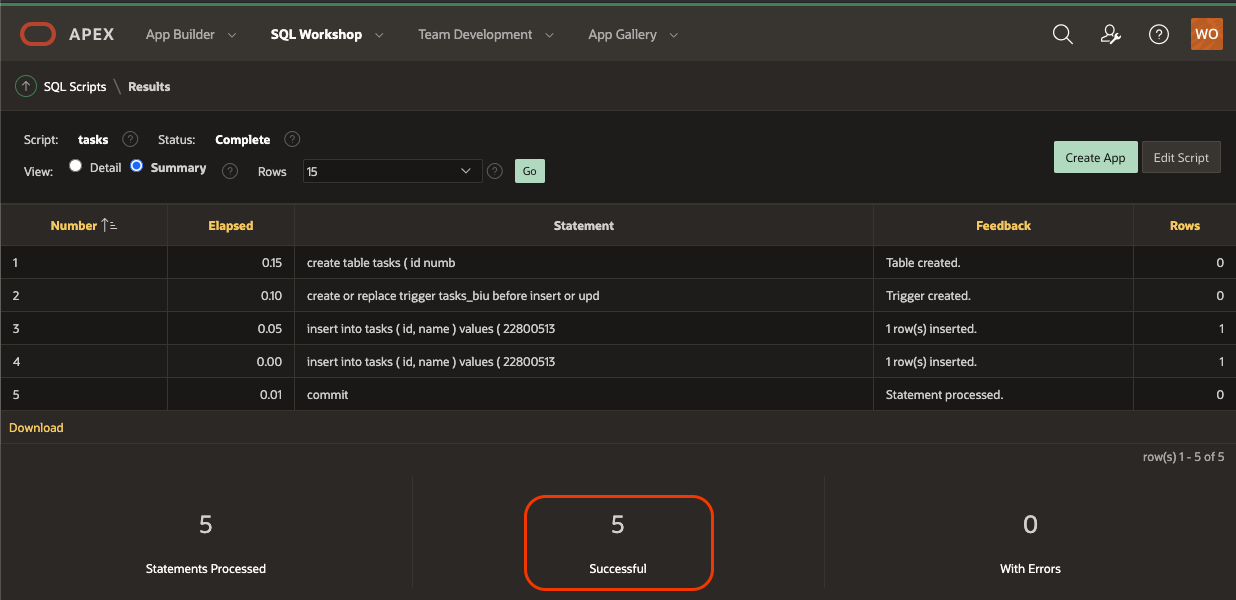 APEX App Builder SQL Workshop Team Development App Gallery WO
SQL Scripts \ Results
Script: tasks ? Status: Complete ?
View: Detail Summary ? Rows 15 ? Go
Create App Edit Script
Number Elapsed Statement Feedback Rows
1 0.15 create table tasks ( id numb Table created. 0
2 0.10 create or replace trigger tasks_biu before insert or upd Trigger created. 0
3 0.05 insert into tasks ( id, name ) values ( 22800513 1 row(s) inserted. 1
4 0.00 insert into tasks ( id, name ) values ( 22800513 1 row(s) inserted. 1
5 0.01 commit Statement processed. 0
Download
row(s) 1 - 5 of 5
5 5 0
Statements Processed Successful With Errors